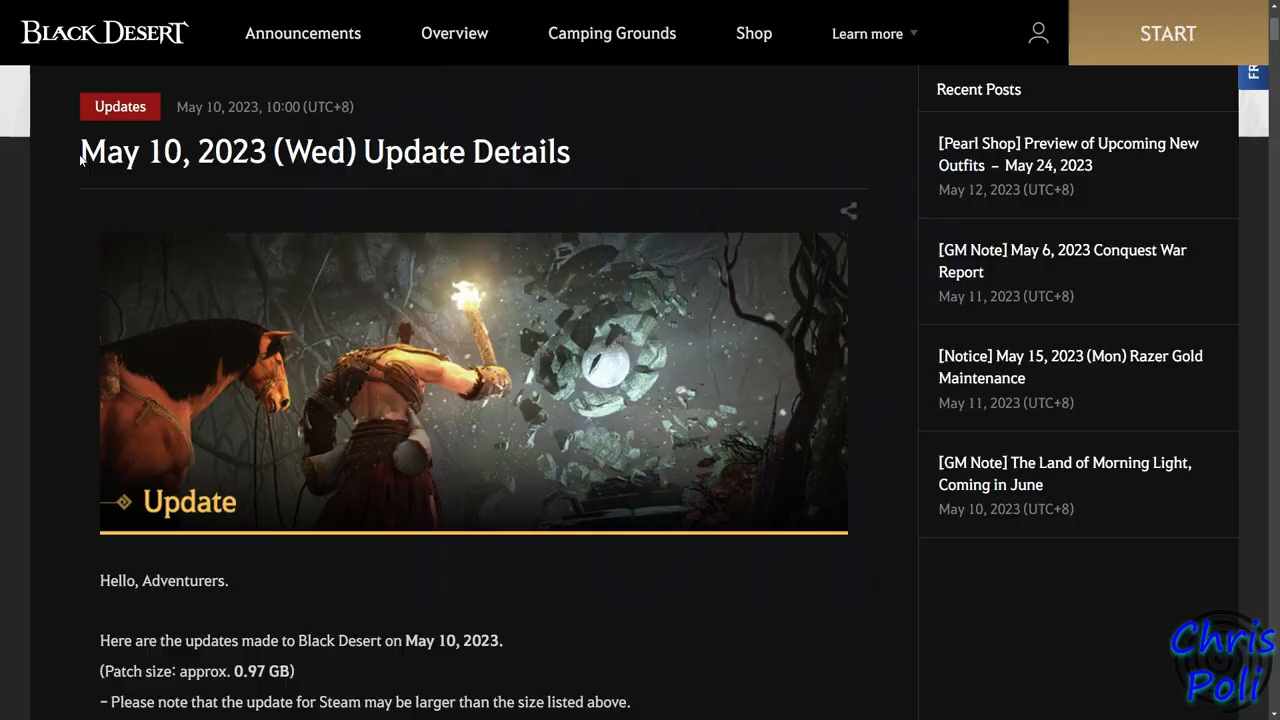 BLACK DESERT
Announcements
Overview
Camping Grounds
Shop
Learn more
START
FR
Updates
May 10, 2023, 10:00 (UTC+8)
May 10, 2023 (Wed) Update Details
Update
Hello, Adventurers.
Here are the updates made to Black Desert on May 10, 2023.
(Patch size: approx. 0.97 GB)
– Please note that the update for Steam may be larger than the size listed above.
Recent Posts
[Pearl Shop] Preview of Upcoming New
Outfits – May 24, 2023
May 12, 2023 (UTC+8)
[GM Note] May 6, 2023 Conquest War
Report
May 11, 2023 (UTC+8)
[Notice] May 15, 2023 (Mon) Razer Gold
Maintenance
May 11, 2023 (UTC+8)
[GM Note] The Land of Morning Light,
Coming in June
May 10, 2023 (UTC+8)
Chris
Poli